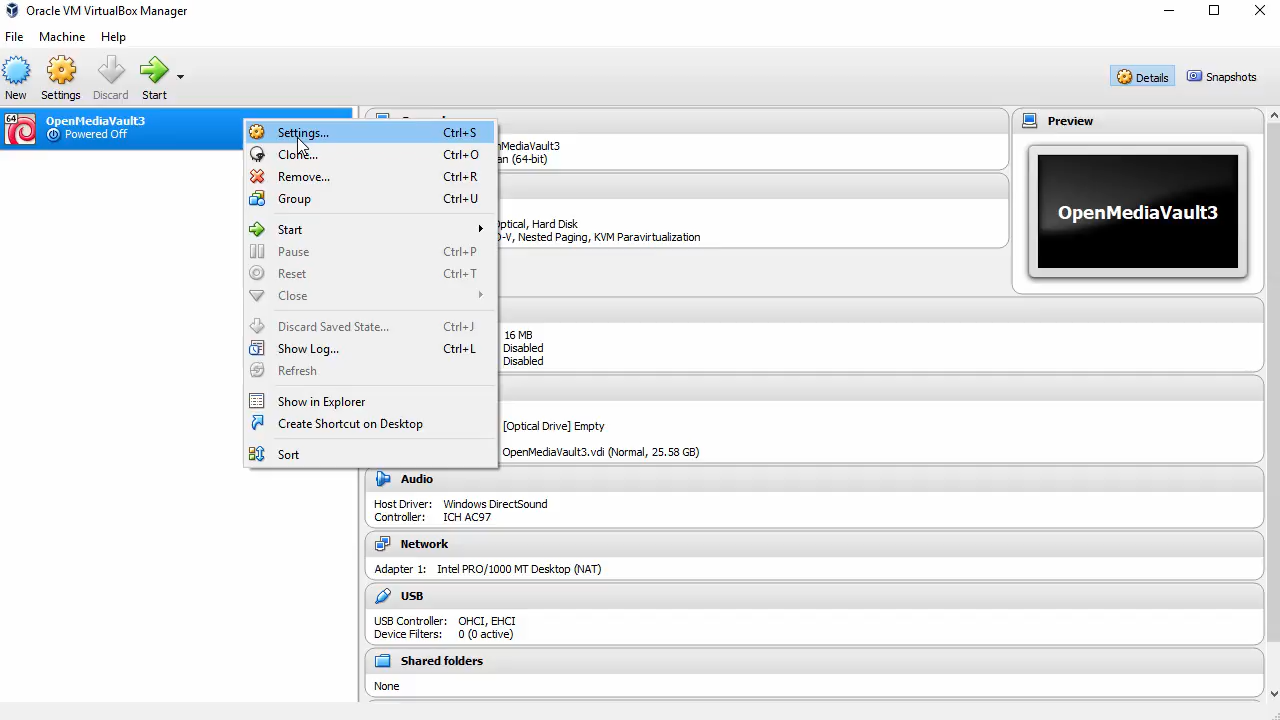 Oracle VM VirtualBox Manager
File Machine Help
New Settings Discard Start
Details Snapshots
64
OpenMediaVault3
Powered Off
Settings... Ctrl+S
Clone... Ctrl+O
Remove... Ctrl+R
Group Ctrl+U
Start
Pause Ctrl+P
Reset Ctrl+T
Close
Discard Saved State... Ctrl+J
Show Log... Ctrl+L
Refresh
Show in Explorer
Create Shortcut on Desktop
Sort
nMediaVault3
an (64-bit)
Optical, Hard Disk
D-V, Nested Paging, KVM Paravirtualization
16 MB
Disabled
Disabled
[Optical Drive] Empty
OpenMediaVault3.vdi (Normal, 25.58 GB)
Audio
Host Driver: Windows DirectSound
Controller: ICH AC97
Network
Adapter 1: Intel PRO/1000 MT Desktop (NAT)
USB
USB Controller: OHCI, EHCI
Device Filters: 0 (0 active)
Shared folders
None
Preview
OpenMediaVault3